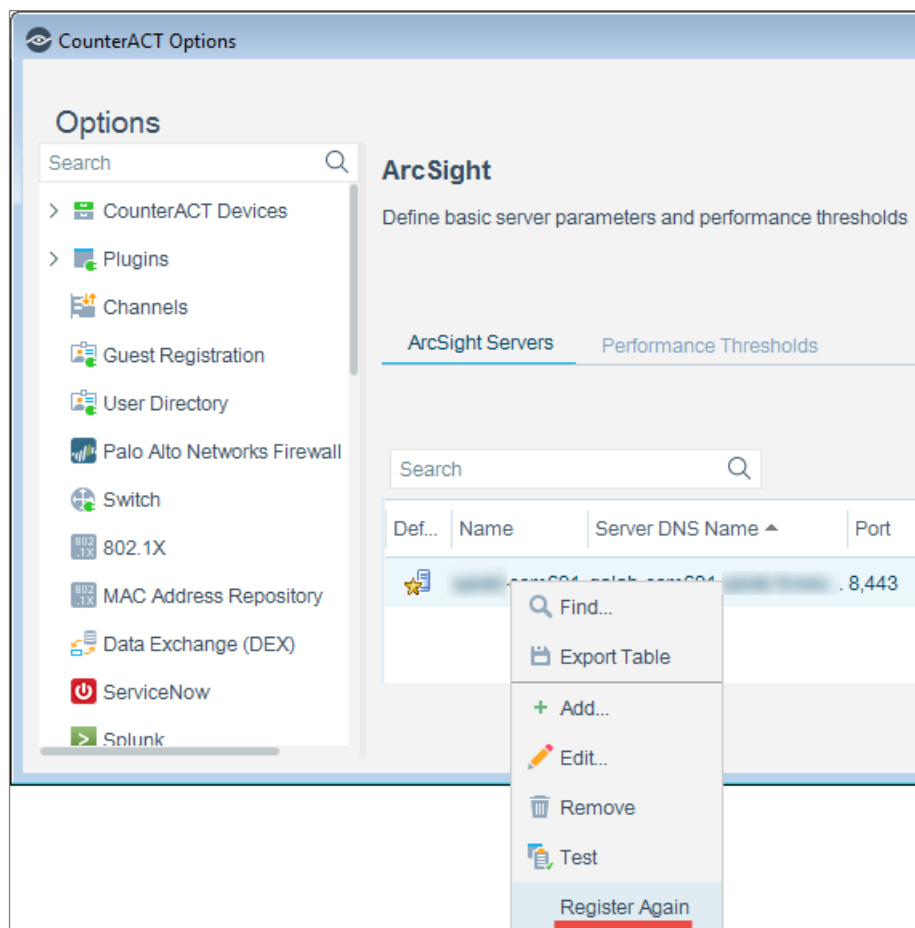 CounterACT Options
Options
Search
CounterACT Devices
Plugins
Channels
Guest Registration
User Directory
Palo Alto Networks Firewall
Switch
802.1X
MAC Address Repository
Data Exchange (DEX)
ServiceNow
Splunk
ArcSight
Define basic server parameters and performance thresholds
ArcSight Servers
Performance Thresholds
Search
Def... Name Server DNS Name Port
8,443
Find...
Export Table
Add...
Edit...
Remove
Test
Register Again